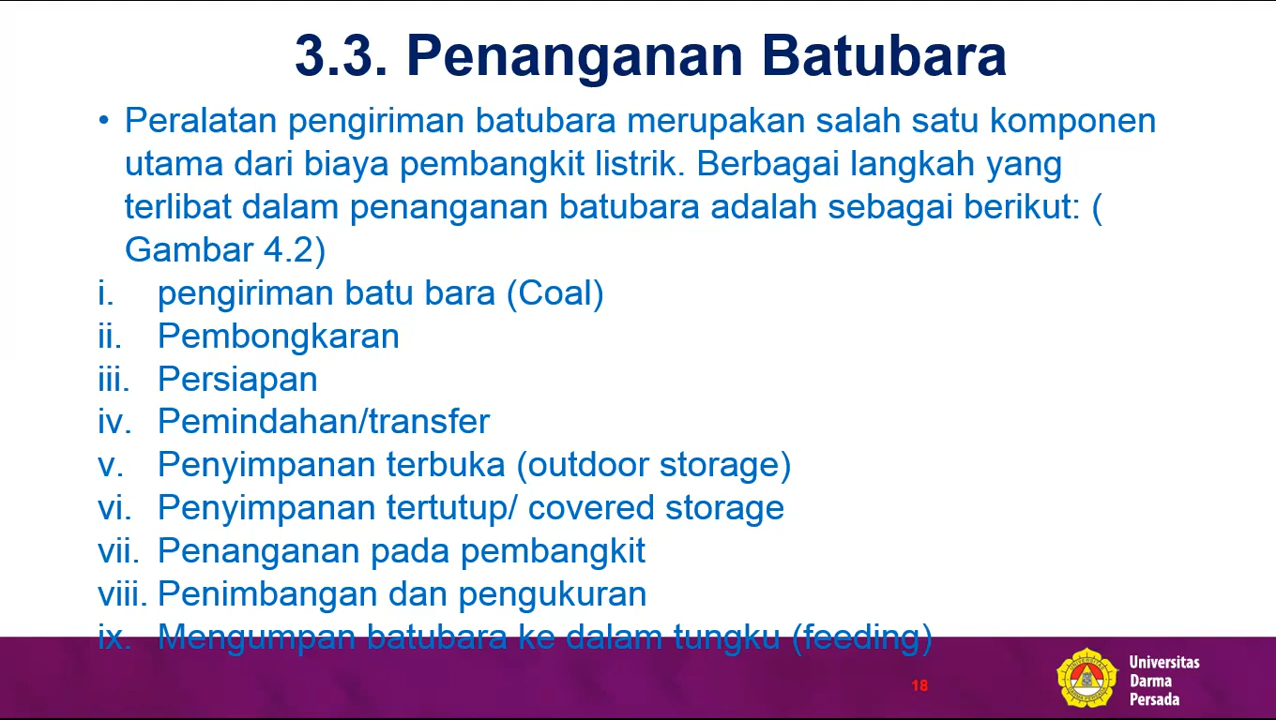 3.3. Penanganan Batubara
• Peralatan pengiriman batubara merupakan salah satu komponen
utama dari biaya pembangkit listrik. Berbagai langkah yang
terlibat dalam penanganan batubara adalah sebagai berikut: (
Gambar 4.2)
i. pengiriman batu bara (Coal)
ii. Pembongkaran
iii. Persiapan
iv. Pemindahan/transfer
v. Penyimpanan terbuka (outdoor storage)
vi. Penyimpanan tertutup/ covered storage
vii. Penanganan pada pembangkit
viii. Penimbangan dan pengukuran
ix. Mengumpan batubara ke dalam tungku (feeding)
18
Universitas
Darma
Persada